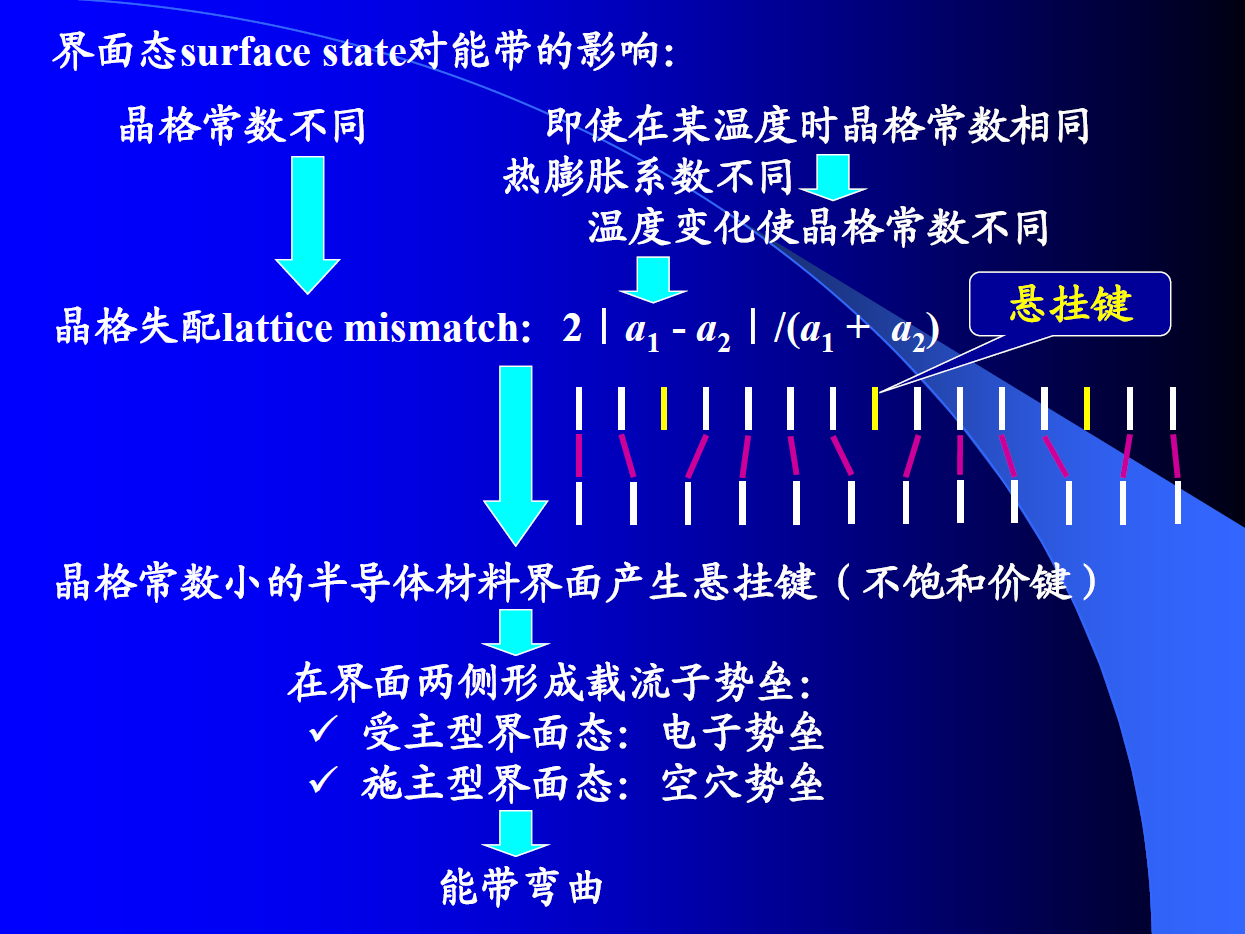 界面态surface state对能带的影响:
晶格常数不同
即使在某温度时晶格常数相同
热膨胀系数不同
温度变化使晶格常数不同
晶格失配lattice mismatch: 2｜a1 - a2｜/(a1 + a2)
悬挂键
晶格常数小的半导体材料界面产生悬挂键（不饱和价键）
在界面两侧形成载流子势垒:
✓ 受主型界面态: 电子势垒
✓ 施主型界面态: 空穴势垒
能带弯曲